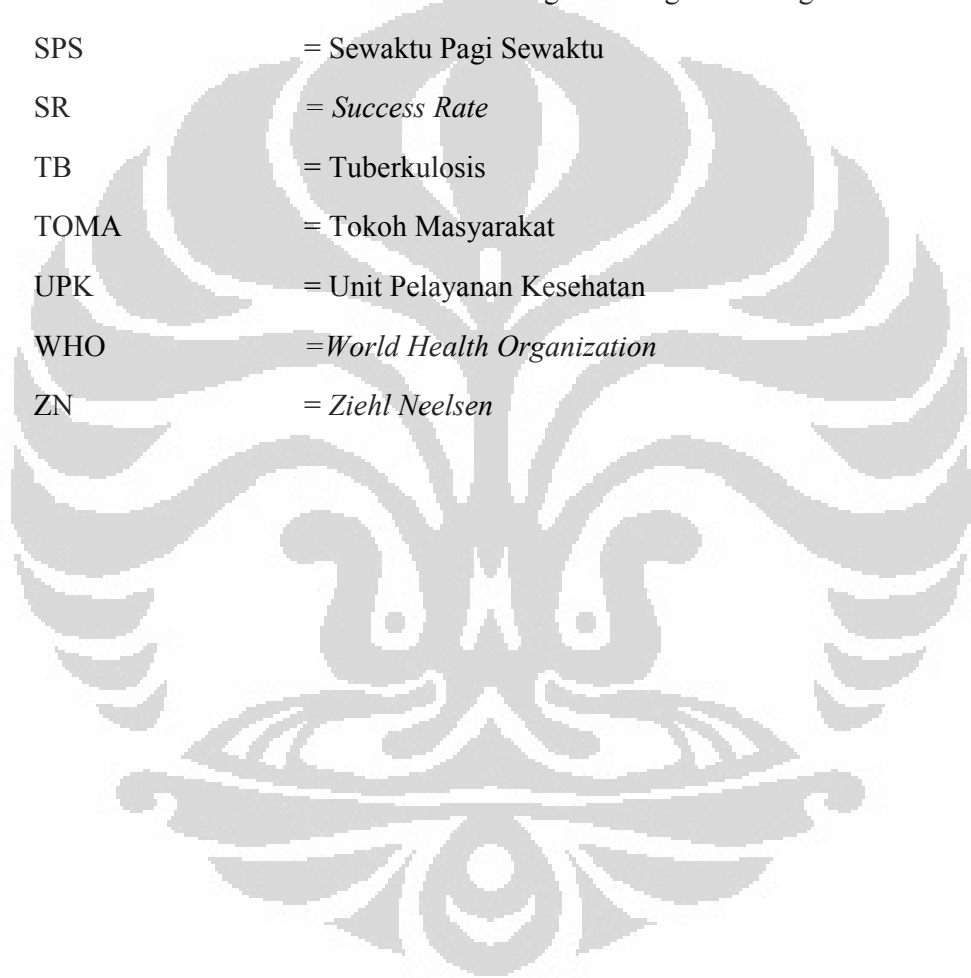 SPS = Sewaktu Pagi Sewaktu
SR = Success Rate
TB = Tuberkulosis
TOMA = Tokoh Masyarakat
UPK = Unit Pelayanan Kesehatan
WHO =World Health Organization
ZN = Ziehl Neelsen